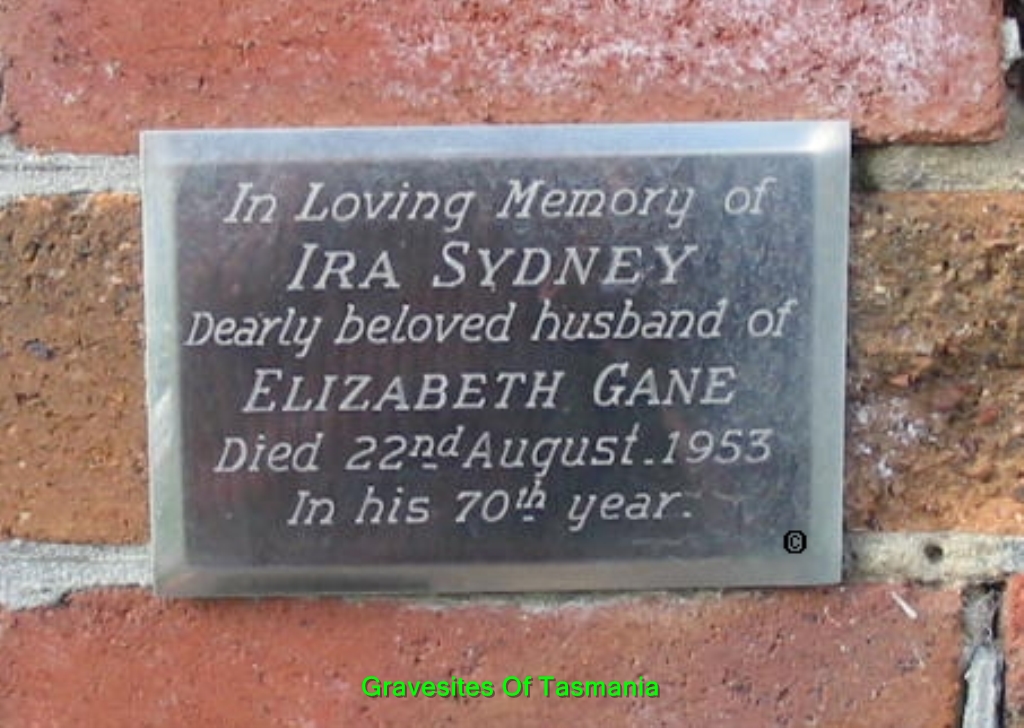 In Loving Memory of
IRA SYDNEY
Dearly beloved husband of
ELIZABETH GANE
Died 22nd August. 1953
In his 70th year.
©
Gravesites Of Tasmania